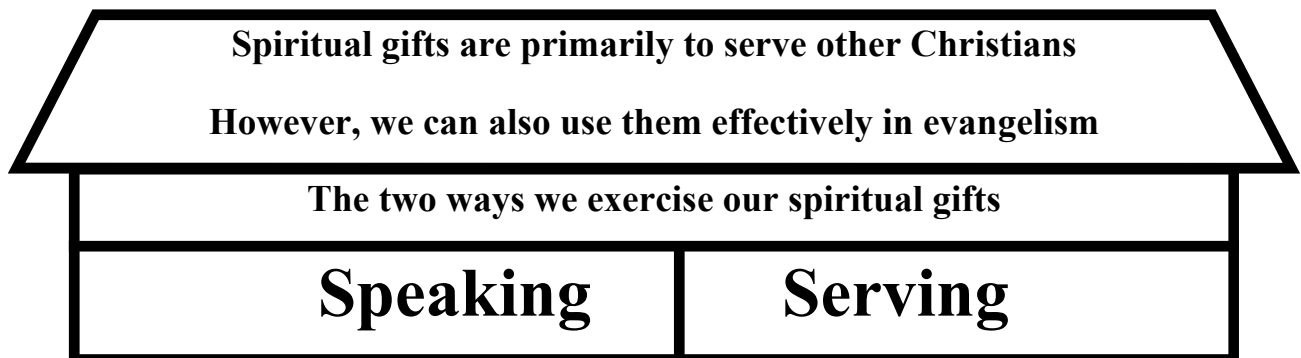 Spiritual gifts are primarily to serve other Christians
However, we can also use them effectively in evangelism
The two ways we exercise our spiritual gifts
Speaking Serving